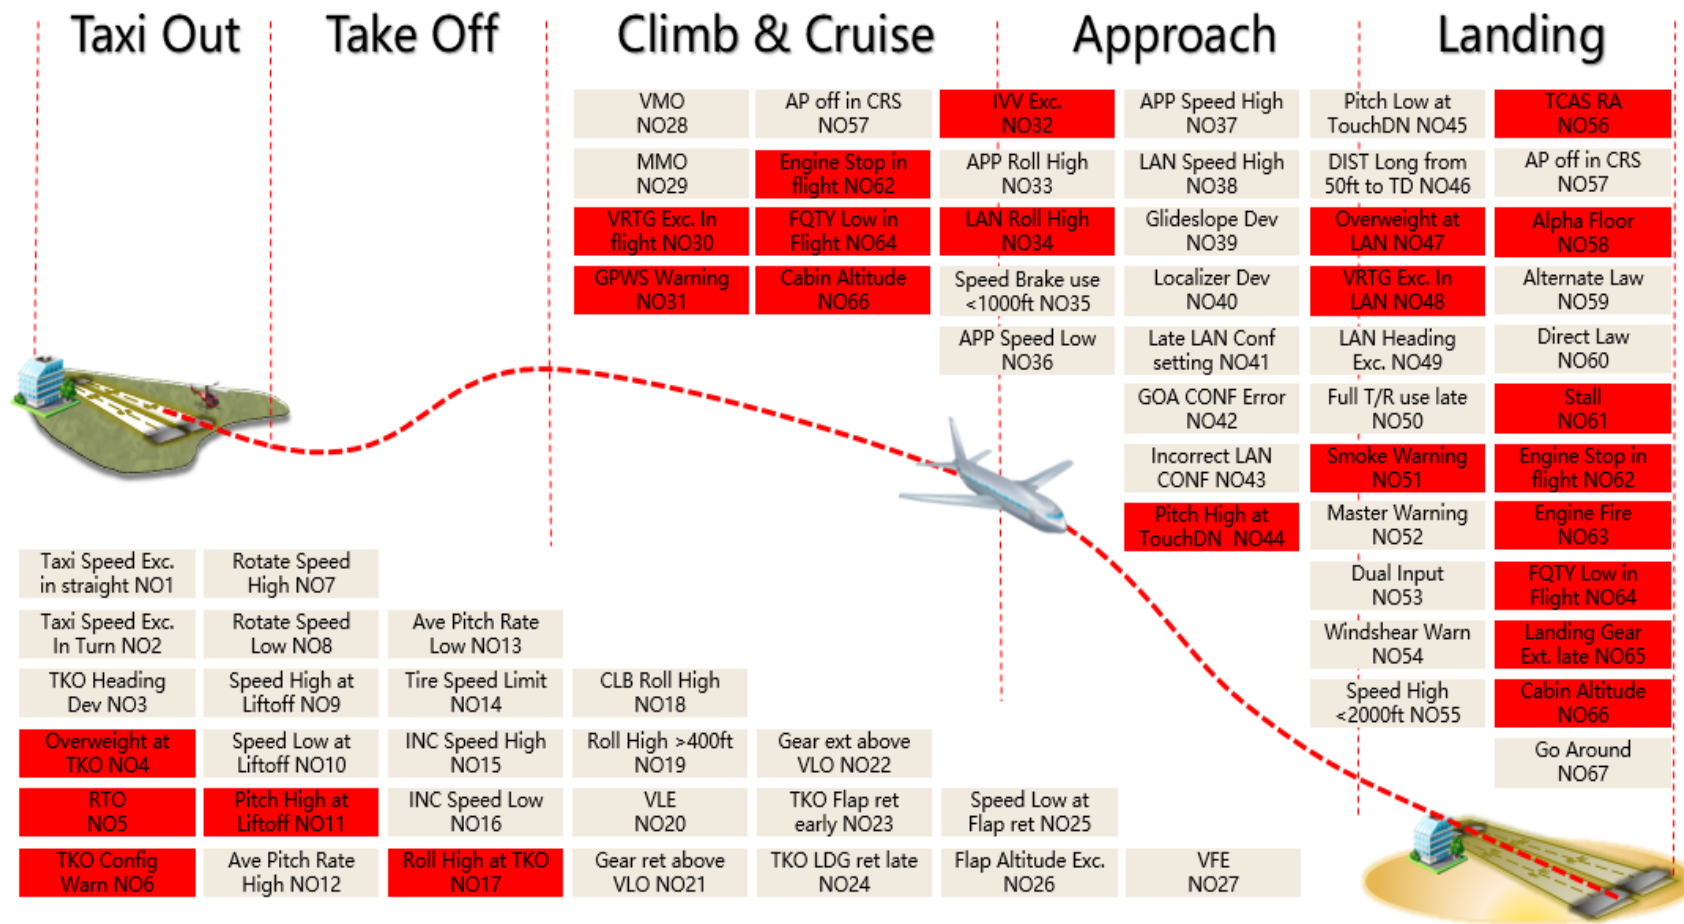 Taxi Out
Take Off
Climb & Cruise
Approach
Landing
VMO
NO28
MMO
NO29
VRTG Exc. In
flight NO30
GPWS Warning
NO31
AP off in CRS
NO57
Engine Stop in
flight NO62
FQTY Low in
Flight NO64
Cabin Altitude
NO66
IVV Exc.
NO32
APP Roll High
NO33
LAN Roll High
NO34
Speed Brake use
<1000ft NO35
APP Speed Low
NO36
APP Speed High
NO37
LAN Speed High
NO38
Glideslope Dev
NO39
Localizer Dev
NO40
Late LAN Conf
setting NO41
GOA CONF Error
NO42
Incorrect LAN
CONF NO43
Pitch High at
TouchDN NO44
Pitch Low at
TouchDN NO45
DIST Long from
50ft to TD NO46
Overweight at
LAN NO47
VRTG Exc. In
LAN NO48
LAN Heading
Exc. NO49
Full T/R use late
NO50
Smoke Warning
NO51
Master Warning
NO52
Dual Input
NO53
Windshear Warn
NO54
Speed High
<2000ft NO55
TCAS RA
NO56
AP off in CRS
NO57
Alpha Floor
NO58
Alternate Law
NO59
Direct Law
NO60
Stall
NO61
Engine Stop in
flight NO62
Engine Fire
NO63
FQTY Low in
Flight NO64
Landing Gear
Ext. late NO65
Cabin Altitude
NO66
Go Around
NO67
Taxi Speed Exc.
in straight NO1
Taxi Speed Exc.
In Turn NO2
TKO Heading
Dev NO3
Overweight at
TKO NO4
RTO
NO5
TKO Config
Warn NO6
Rotate Speed
High NO7
Rotate Speed
Low NO8
Speed High at
Liftoff NO9
Speed Low at
Liftoff NO10
Pitch High at
Liftoff NO11
Ave Pitch Rate
High NO12
Ave Pitch Rate
Low NO13
Tire Speed Limit
NO14
INC Speed High
NO15
INC Speed Low
NO16
Roll High at TKO
NO17
CLB Roll High
NO18
Roll High >400ft
NO19
VLE
NO20
Gear ret above
VLO NO21
Gear ext above
VLO NO22
TKO Flap ret
early NO23
TKO LDG ret late
NO24
Speed Low at
Flap ret NO25
Flap Altitude Exc.
NO26
VFE
NO27